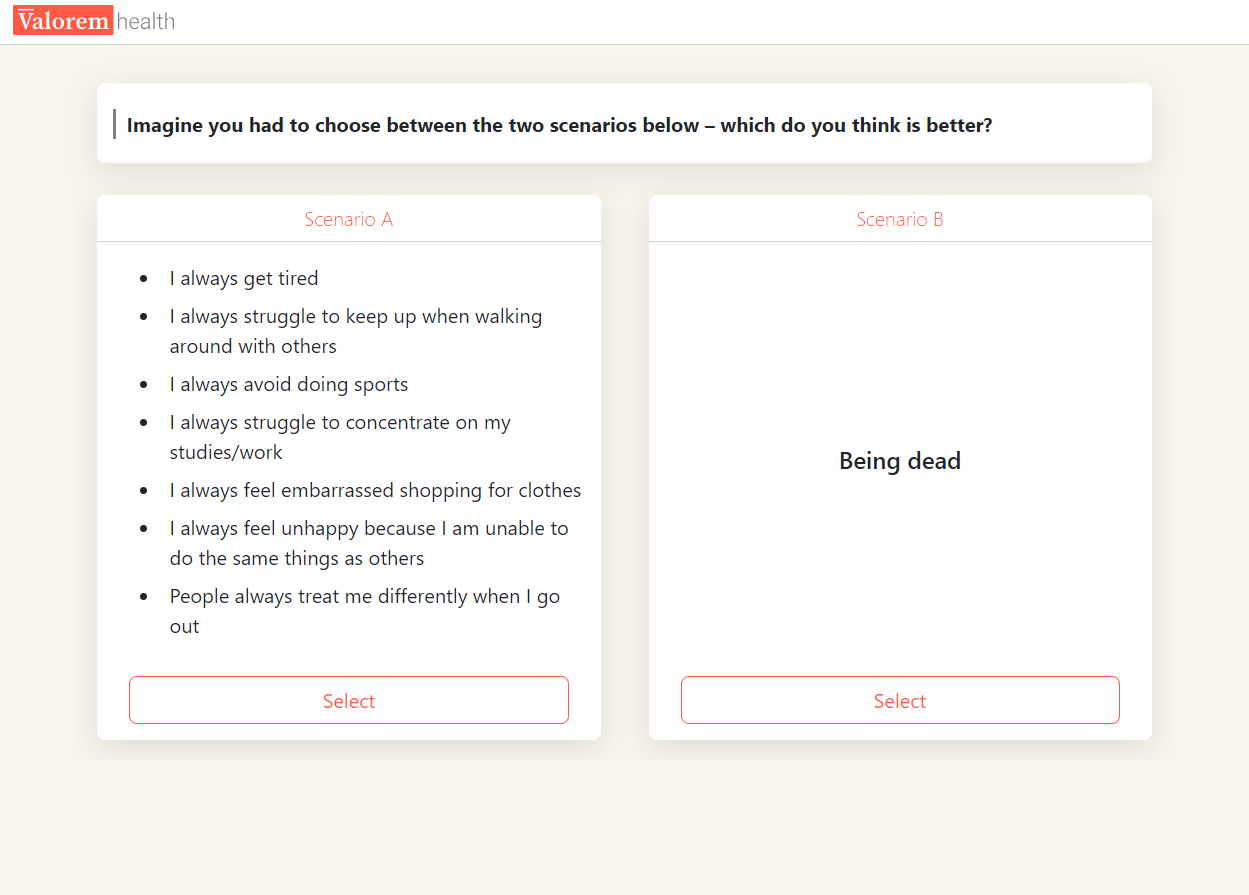 Valorem health
Imagine you had to choose between the two scenarios below – which do you think is better?
Scenario A
I always get tired
I always struggle to keep up when walking
around with others
I always avoid doing sports
I always struggle to concentrate on my
studies/work
I always feel embarrassed shopping for clothes
I always feel unhappy because I am unable to
do the same things as others
People always treat me differently when I go
out
Select
Scenario B
Being dead
Select